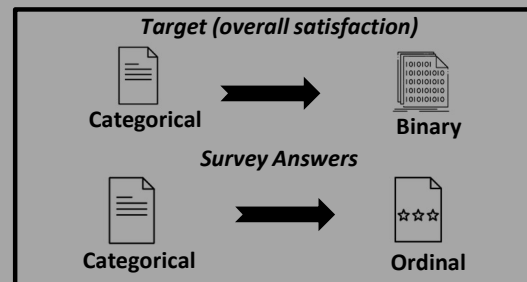 Target (overall satisfaction)
Categorical
Binary
Survey Answers
Categorical
Ordinal